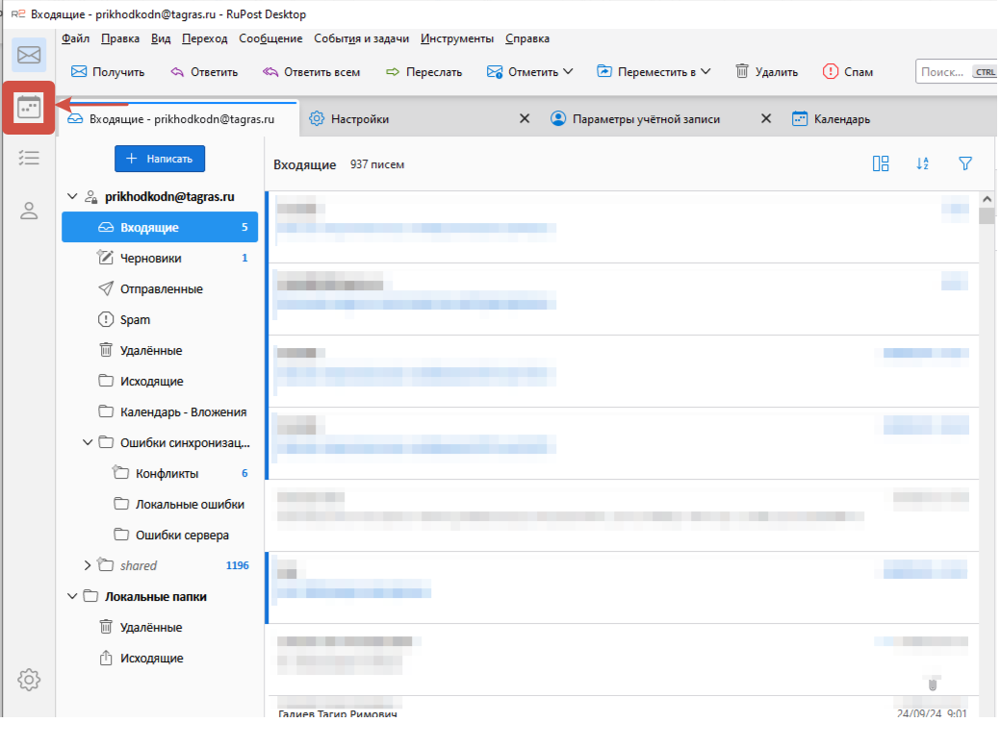 Входящие - prikhodkodn@tagras.ru - RuPost Desktop
Файл Правка Вид Переход Сообщение События и задачи Инструменты Справка
Получить Ответить Ответить всем Переслать Отметить Переместить в Удалить Спам Поиск... CTRL
Входящие - prikhodkodn@tagras.ru Настройки Параметры учётной записи Календарь
+ Написать
Входящие 937 писем
prikhodkodn@tagras.ru
Входящие 5
Черновики 1
Отправленные
Spam
Удалённые
Исходящие
Календарь - Вложения
Ошибки синхронизац...
Конфликты 6
Локальные ошибки
Ошибки сервера
shared 1196
Локальные папки
Удалённые
Исходящие
Галиев Тагир Римович 24/09/24 9:01